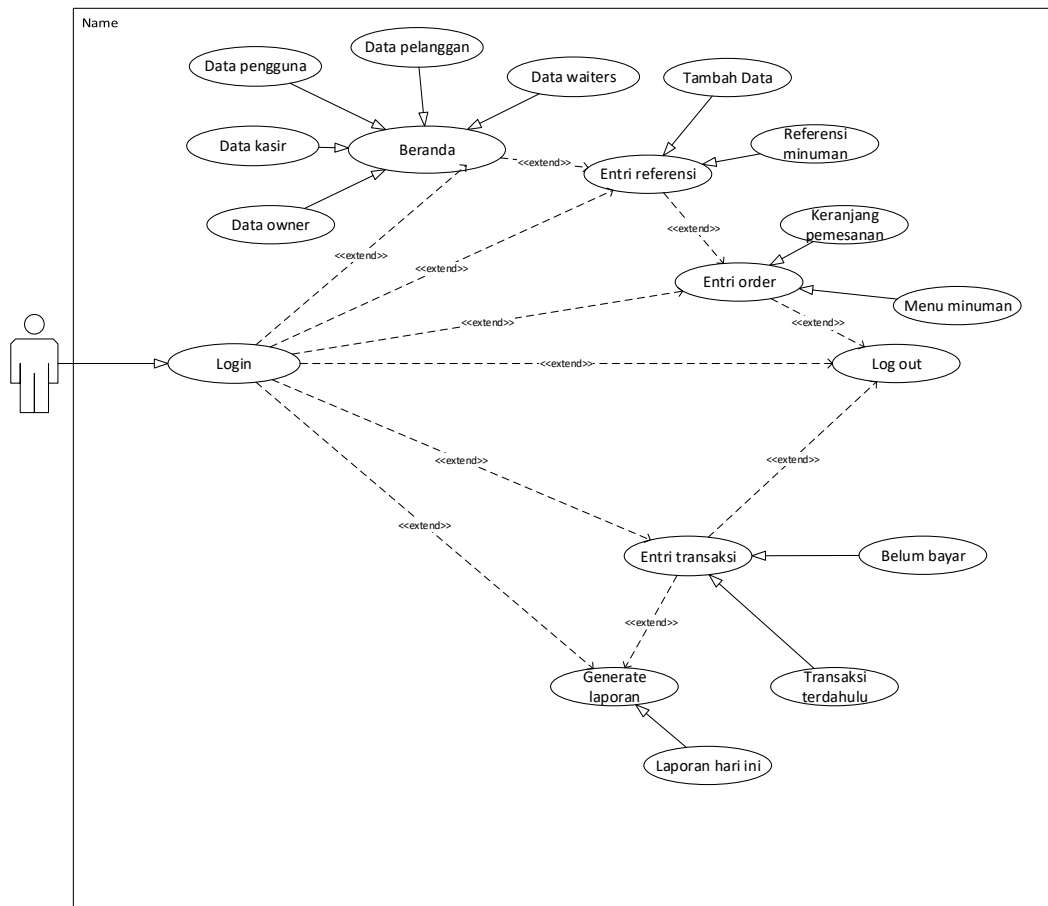 Name
Data pelanggan
Data pengguna
Data waiters
Tambah Data
Data kasir
Beranda
Referensi
minuman
<<extend>>
Entri referensi
Data owner
Keranjang
pemesanan
<<extend>>
<<extend>>
<<extend>>
Entri order
Menu minuman
<<extend>>
<<extend>>
Login
<<extend>>
Log out
<<extend>>
<<extend>>
<<extend>>
Entri transaksi
Belum bayar
<<extend>>
Generate
laporan
Transaksi
terdahulu
Laporan hari ini